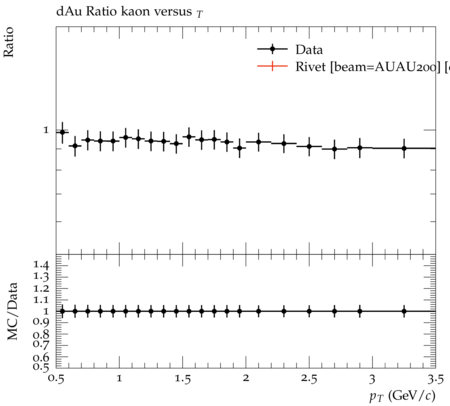 dAu Ratio kaon versus T
Ratio
Data
Rivet [beam=AUAU200] [
1
MC/Data
1.4
1.3
1.2
1.1
1
0.9
0.8
0.7
0.6
0.5
0.5 1 1.5 2 2.5 3 3.5
pT (GeV/c)